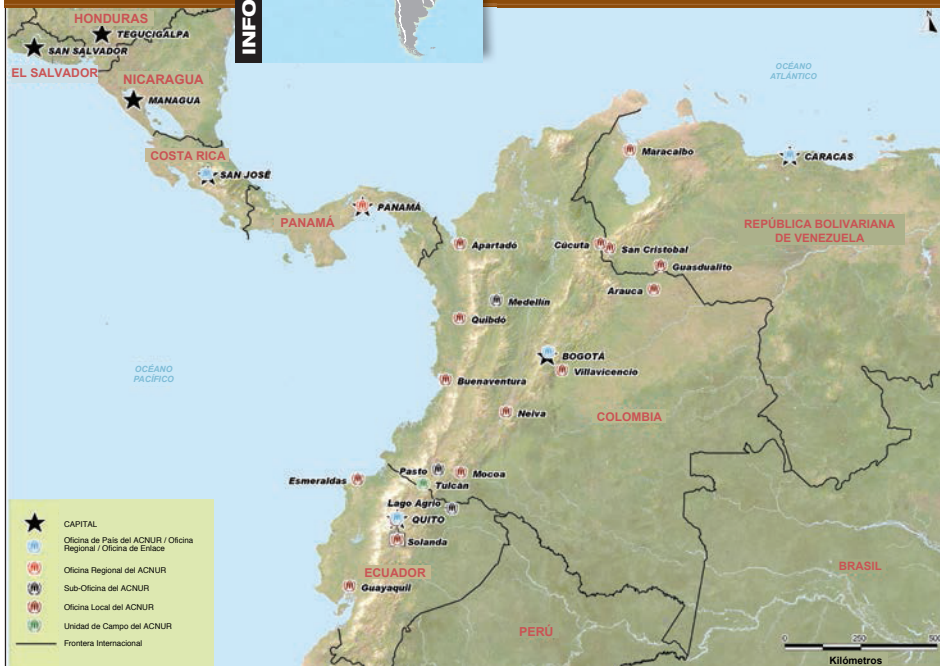 INFO
HONDURAS
TEGUCIGALPA
SAN SALVADOR
EL SALVADOR
NICARAGUA
MANAGUA
COSTA RICA
SAN JOSÉ
PANAMÁ
PANAMÁ
N
OCÉANO
ATLÁNTICO
Maracaibo
CARACAS
REPÚBLICA BOLIVARIANA
DE VENEZUELA
Apartadó
Cúcuta
San Cristobal
Guasdualito
Arauca
Medellín
Quibdó
BOGOTÁ
Villavicencio
OCÉANO
PACÍFICO
Buenaventura
Neiva
COLOMBIA
Esmeraldas
Pasto
Mocoa
Tulcán
Lago Agrio
QUITO
Solanda
ECUADOR
Guayaquil
BRASIL
PERÚ
CAPITAL
Oficina de País del ACNUR / Oficina
Regional / Oficina de Enlace
Oficina Regional del ACNUR
Sub-Oficina del ACNUR
Oficina Local del ACNUR
Unidad de Campo del ACNUR
Frontera Internacional
0 250 500
Kilómetros